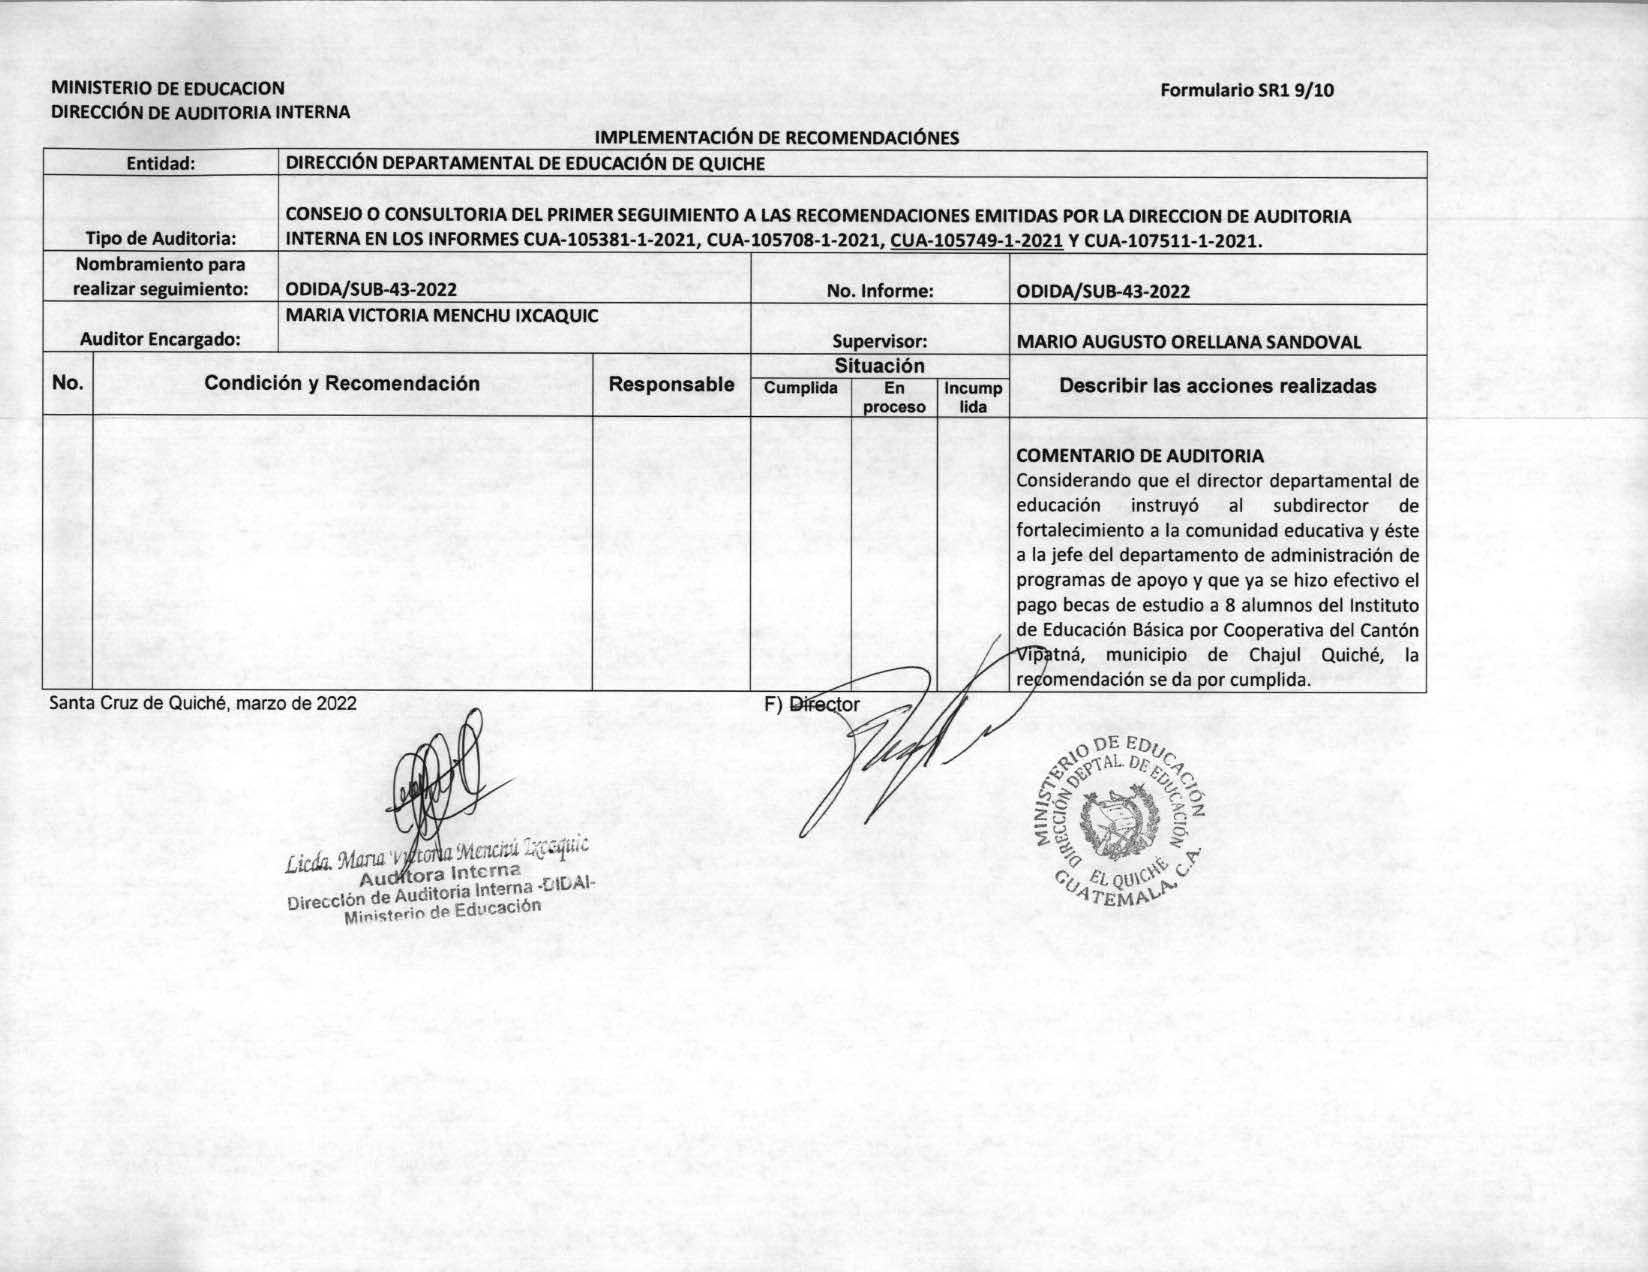 MINISTERIO DE EDUCACION
DIRECCIÓN DE AUDITORIA INTERNA
Formulario SR1 9/10
IMPLEMENTACIÓN DE RECOMENDACIÓNES
Entidad:
DIRECCIÓN DEPARTAMENTAL DE EDUCACIÓN DE QUICHE
Tipo de Auditoria:
CONSEJO O CONSULTORIA DEL PRIMER SEGUIMIENTO A LAS RECOMENDACIONES EMITIDAS POR LA DIRECCION DE AUDITORIA
INTERNA EN LOS INFORMES CUA-105381-1-2021, CUA-105708-1-2021, CUA-105749-1-2021 Y CUA-107511-1-2021.
Nombramiento para
realizar seguimiento:
ODIDA/SUB-43-2022
No. Informe:
ODIDA/SUB-43-2022
Auditor Encargado:
MARIA VICTORIA MENCHU IXCAQUIC
Supervisor:
MARIO AUGUSTO ORELLANA SANDOVAL
No.
Condición y Recomendación
Responsable
Situación
Cumplida
En
proceso
Incump
lida
Describir las acciones realizadas
COMENTARIO DE AUDITORIA
Considerando que el director departamental de
educación instruyó al subdirector de
fortalecimiento a la comunidad educativa y éste
a la jefe del departamento de administración de
programas de apoyo y que ya se hizo efectivo el
pago becas de estudio a 8 alumnos del Instituto
de Educación Básica por Cooperativa del Cantón
Vipatná, municipio de Chajul Quiché, la
recomendación se da por cumplida.
Santa Cruz de Quiché, marzo de 2022
F) Director
Licda. Maria Victoria Menchú Ixcaquic
Auditora Interna
Dirección de Auditoria Interna -DIDAI-
Ministerio de Educación
MINISTERIO DE EDUCACIÓN
DIRECCIÓN DEPTAL. DE EDUCACIÓN
EL QUICHÉ
GUATEMALA, C.A.